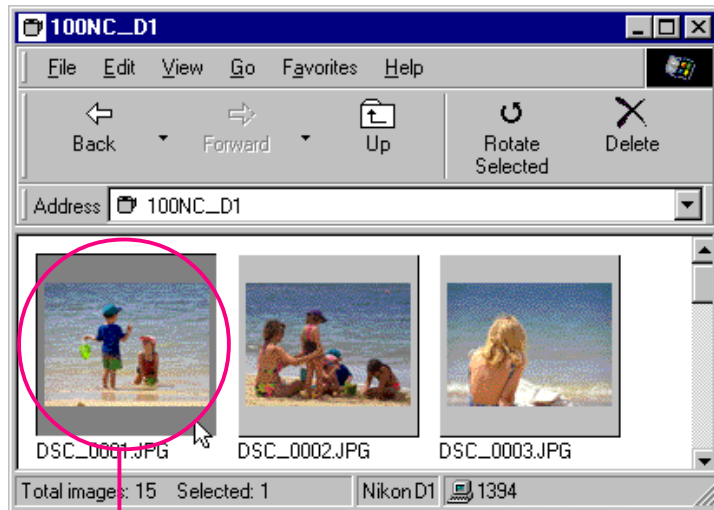 100NC_D1
File Edit View Go Favorites Help
Back Forward Up Rotate Selected Delete
Address 100NC_D1
DSC_0001.JPG DSC_0002.JPG DSC_0003.JPG
Total images: 15 Selected: 1 Nikon D1 1394